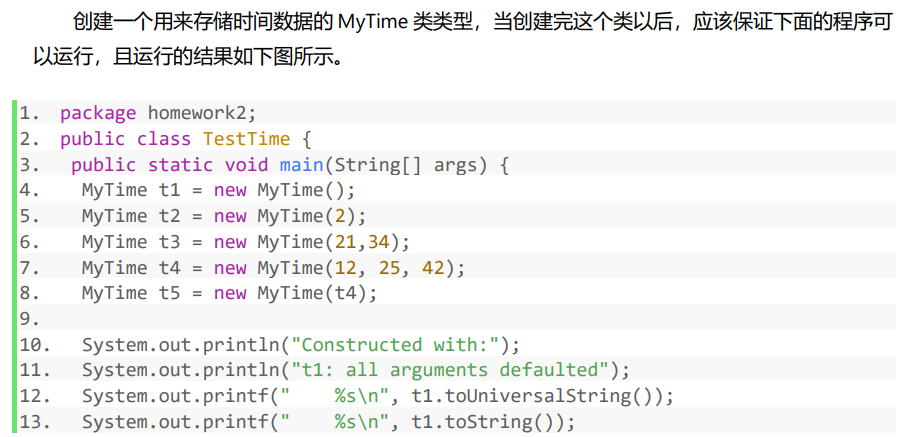 创建一个用来存储时间数据的 MyTime 类类型，当创建完这个类以后，应该保证下面的程序可
以运行，且运行的结果如下图所示。
1. package homework2;
2. public class TestTime {
3.  public static void main(String[] args) {
4.   MyTime t1 = new MyTime();
5.   MyTime t2 = new MyTime(2);
6.   MyTime t3 = new MyTime(21,34);
7.   MyTime t4 = new MyTime(12, 25, 42);
8.   MyTime t5 = new MyTime(t4);
9.
10.   System.out.println("Constructed with:");
11.   System.out.println("t1: all arguments defaulted");
12.   System.out.printf("    %s\n", t1.toUniversalString());
13.   System.out.printf("    %s\n", t1.toString());